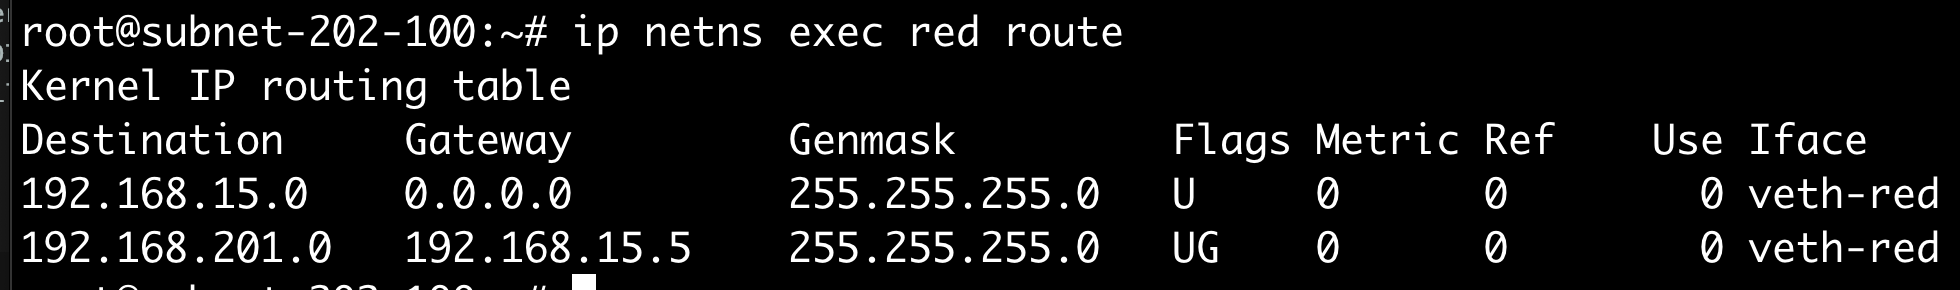 root@subnet-202-100:~# ip netns exec red route
Kernel IP routing table
Destination     Gateway         Genmask         Flags Metric Ref    Use Iface
192.168.15.0    0.0.0.0         255.255.255.0   U     0      0        0 veth-red
192.168.201.0   192.168.15.5    255.255.255.0   UG    0      0        0 veth-red